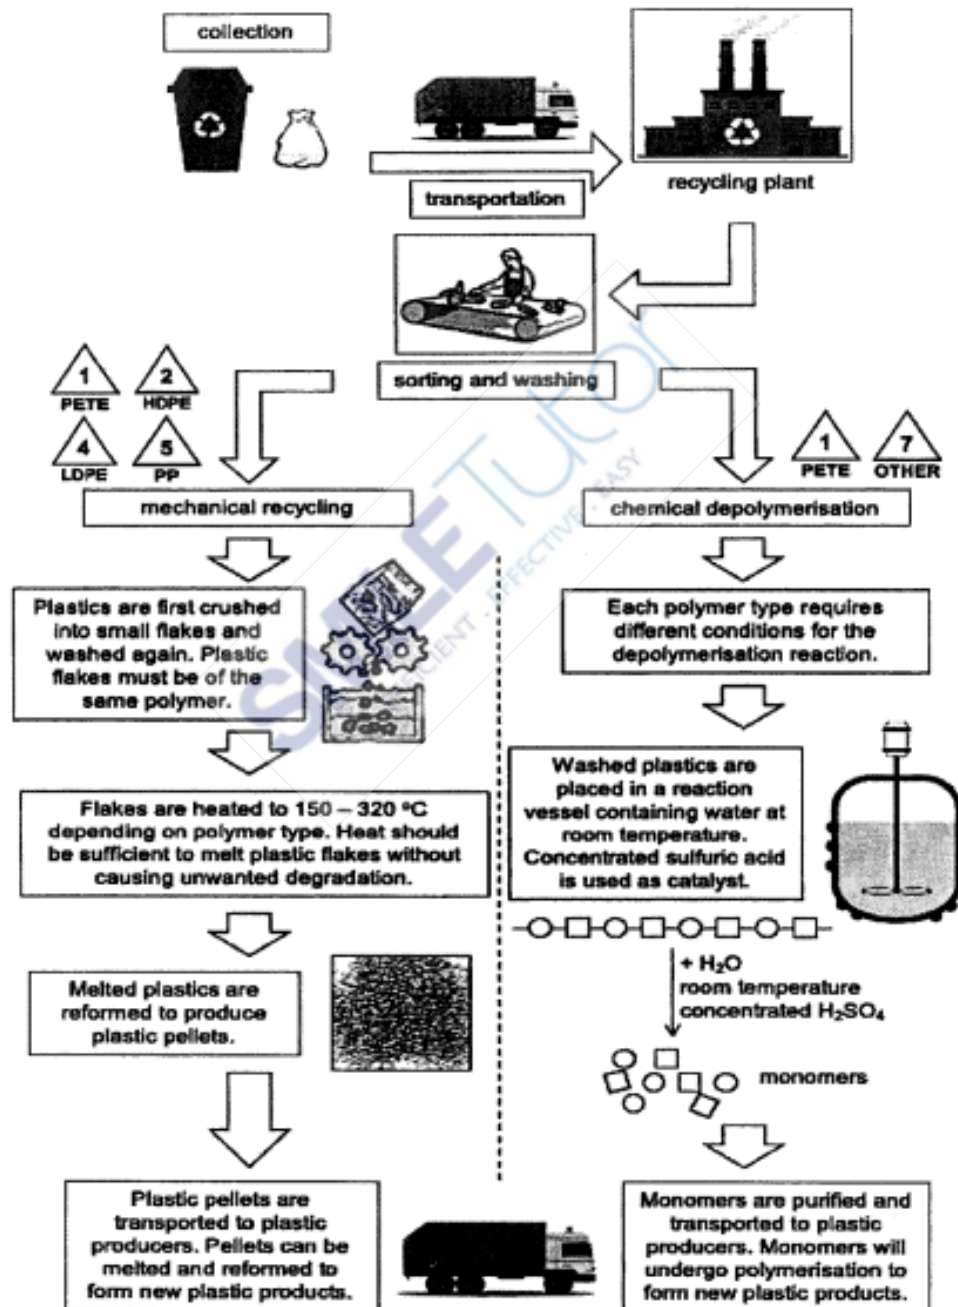 collection
transportation
recycling plant
sorting and washing
1
PETE
2
HDPE
4
LDPE
5
PP
1
PETE
7
OTHER
mechanical recycling
Plastics are first crushed
into small flakes and
washed again. Plastic
flakes must be of the
same polymer.
Flakes are heated to 150 – 320 ºC
depending on polymer type. Heat should
be sufficient to melt plastic flakes without
causing unwanted degradation.
Melted plastics are
reformed to produce
plastic pellets.
Plastic pellets are
transported to plastic
producers. Pellets can be
melted and reformed to
form new plastic products.
chemical depolymerisation
Each polymer type requires
different conditions for the
depolymerisation reaction.
Washed plastics are
placed in a reaction
vessel containing water at
room temperature.
Concentrated sulfuric acid
is used as catalyst.
+ H₂O
room temperature
concentrated H₂SO₄
monomers
Monomers are purified and
transported to plastic
producers. Monomers will
undergo polymerisation to
form new plastic products.
SMILE Tutor
EFFICIENT . EFFECTIVE . EASY